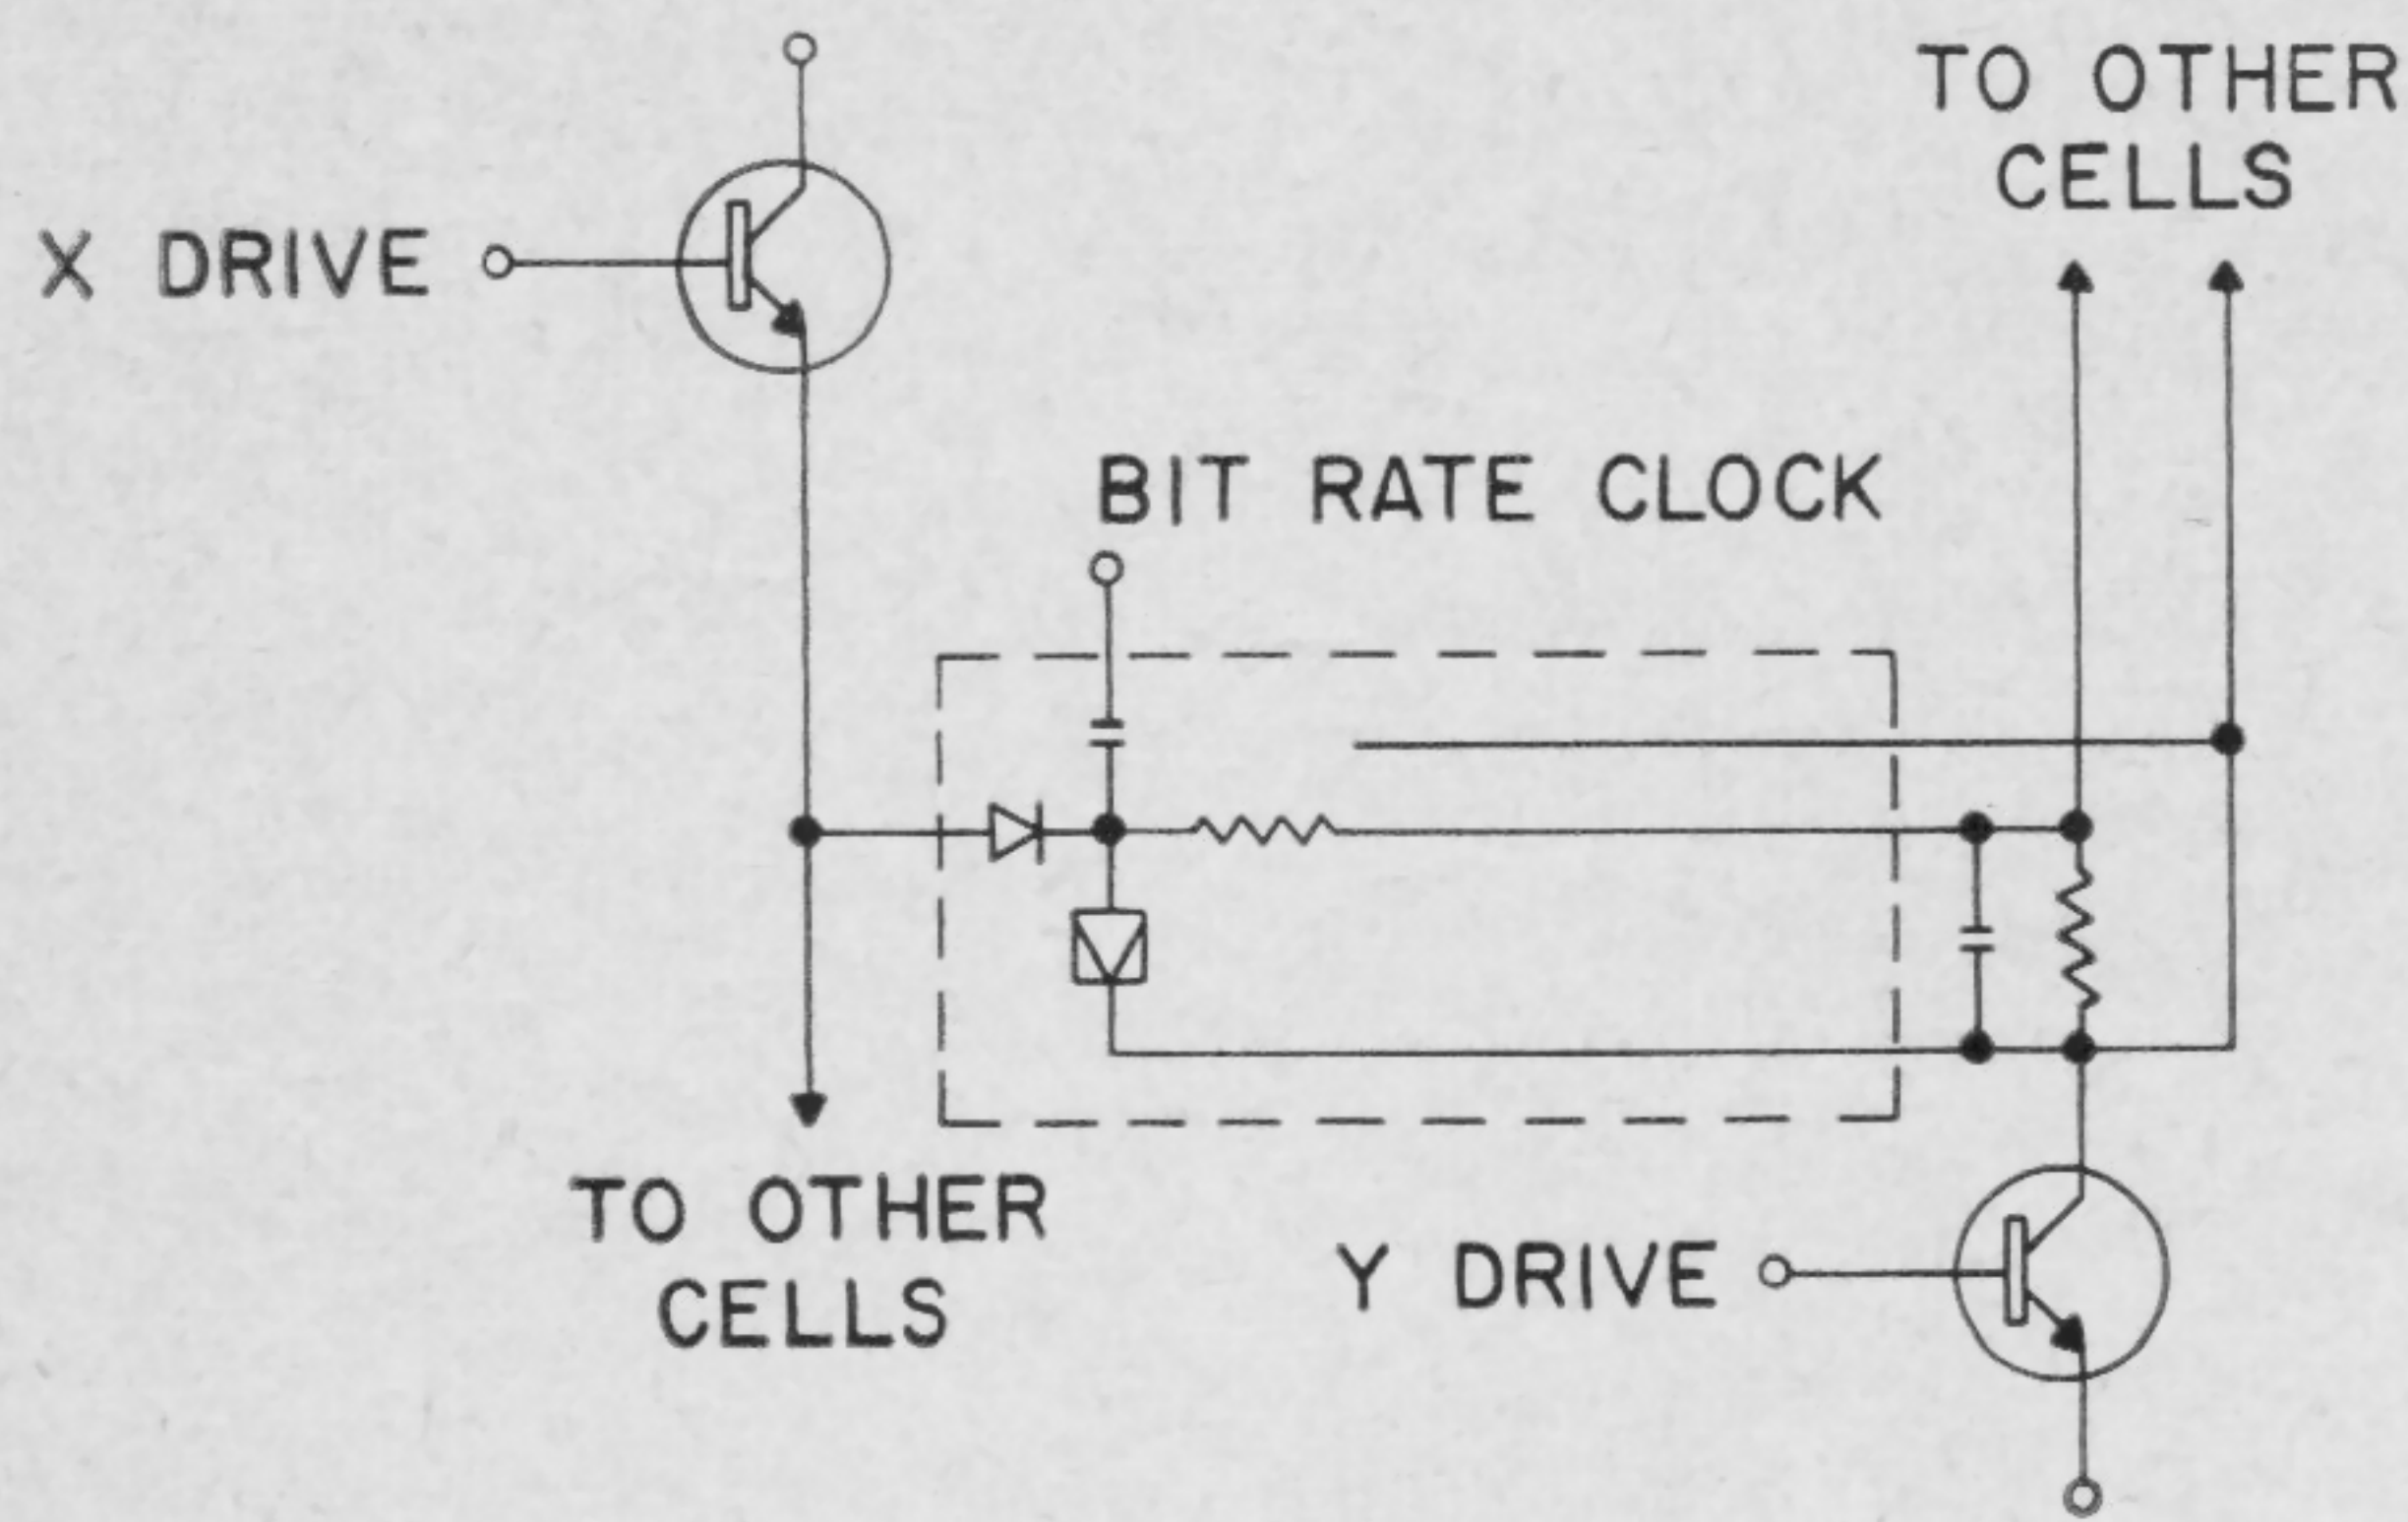 TO OTHER
CELLS
X DRIVE
BIT RATE CLOCK
TO OTHER
CELLS
Y DRIVE